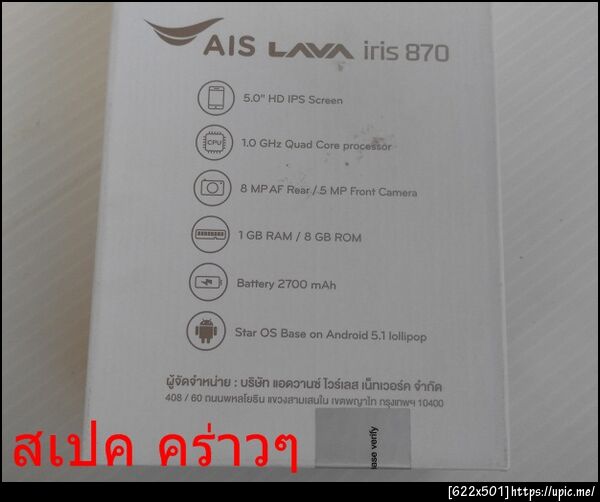 AIS LAVA iris 870
5.0" HD IPS Screen
CPU
1.0 GHz Quad Core processor
8 MP AF Rear / 5 MP Front Camera
1 GB RAM / 8 GB ROM
Battery 2700 mAh
Star OS Base on Android 5.1 lollipop
ผู้จัดจำหน่าย : บริษัท แอดวานซ์ ไวร์เลส เน็ทเวอร์ค จำกัด
408 / 60 ถนนพหลโยธิน แขวงสามเสนใน เขตพญาไท กรุงเทพฯ 10400
สเปค คร่าวๆ
ase verify
[622x501]https://upic.me/